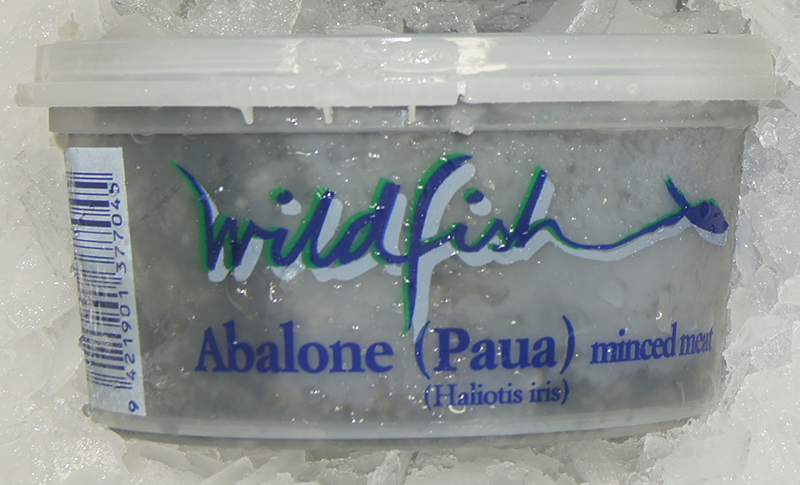 wildfish
Abalone (Paua) minced meat
(Haliotis iris)
9 421901 377045